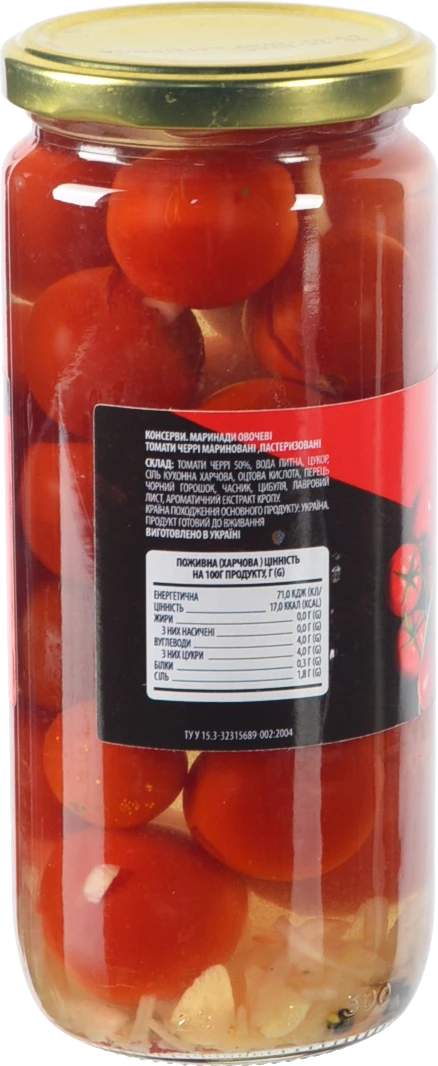 КОНСЕРВИ. МАРИНАДИ ОВОЧЕВІ
ТОМАТИ ЧЕРРІ МАРИНОВАНІ ,ПАСТЕРИЗОВАНІ
СКЛАД: ТОМАТИ ЧЕРРІ 50%, ВОДА ПИТНА, ЦУКОР,
СІЛЬ КУХОННА ХАРЧОВА, ОЦТОВА КИСЛОТА, ПЕРЕЦЬ
ЧОРНИЙ ГОРОШОК, ЧАСНИК, ЦИБУЛЯ, ЛАВРОВИЙ
ЛИСТ, АРОМАТИЧНИЙ ЕКСТРАКТ КРОПУ.
КРАЇНА ПОХОДЖЕННЯ ОСНОВНОГО ПРОДУКТУ: УКРАЇНА.
ПРОДУКТ ГОТОВИЙ ДО ВЖИВАННЯ
ВИГОТОВЛЕНО В УКРАЇНІ
ПОЖИВНА (ХАРЧОВА ) ЦІННІСТЬ
НА 100Г ПРОДУКТУ, Г (G)
ЕНЕРГЕТИЧНА 71,0 КДЖ (KJ)/
ЦІННІСТЬ 17,0 ККАЛ (KCAL)
ЖИРИ 0,0 Г (G)
З НИХ НАСИЧЕНІ 0,0 Г (G)
ВУГЛЕВОДИ 4,0 Г (G)
З НИХ ЦУКРИ 4,0 Г (G)
БІЛКИ 0,3 Г (G)
СІЛЬ 1,8 Г (G)
ТУ У 15.3-32315689-002:2004